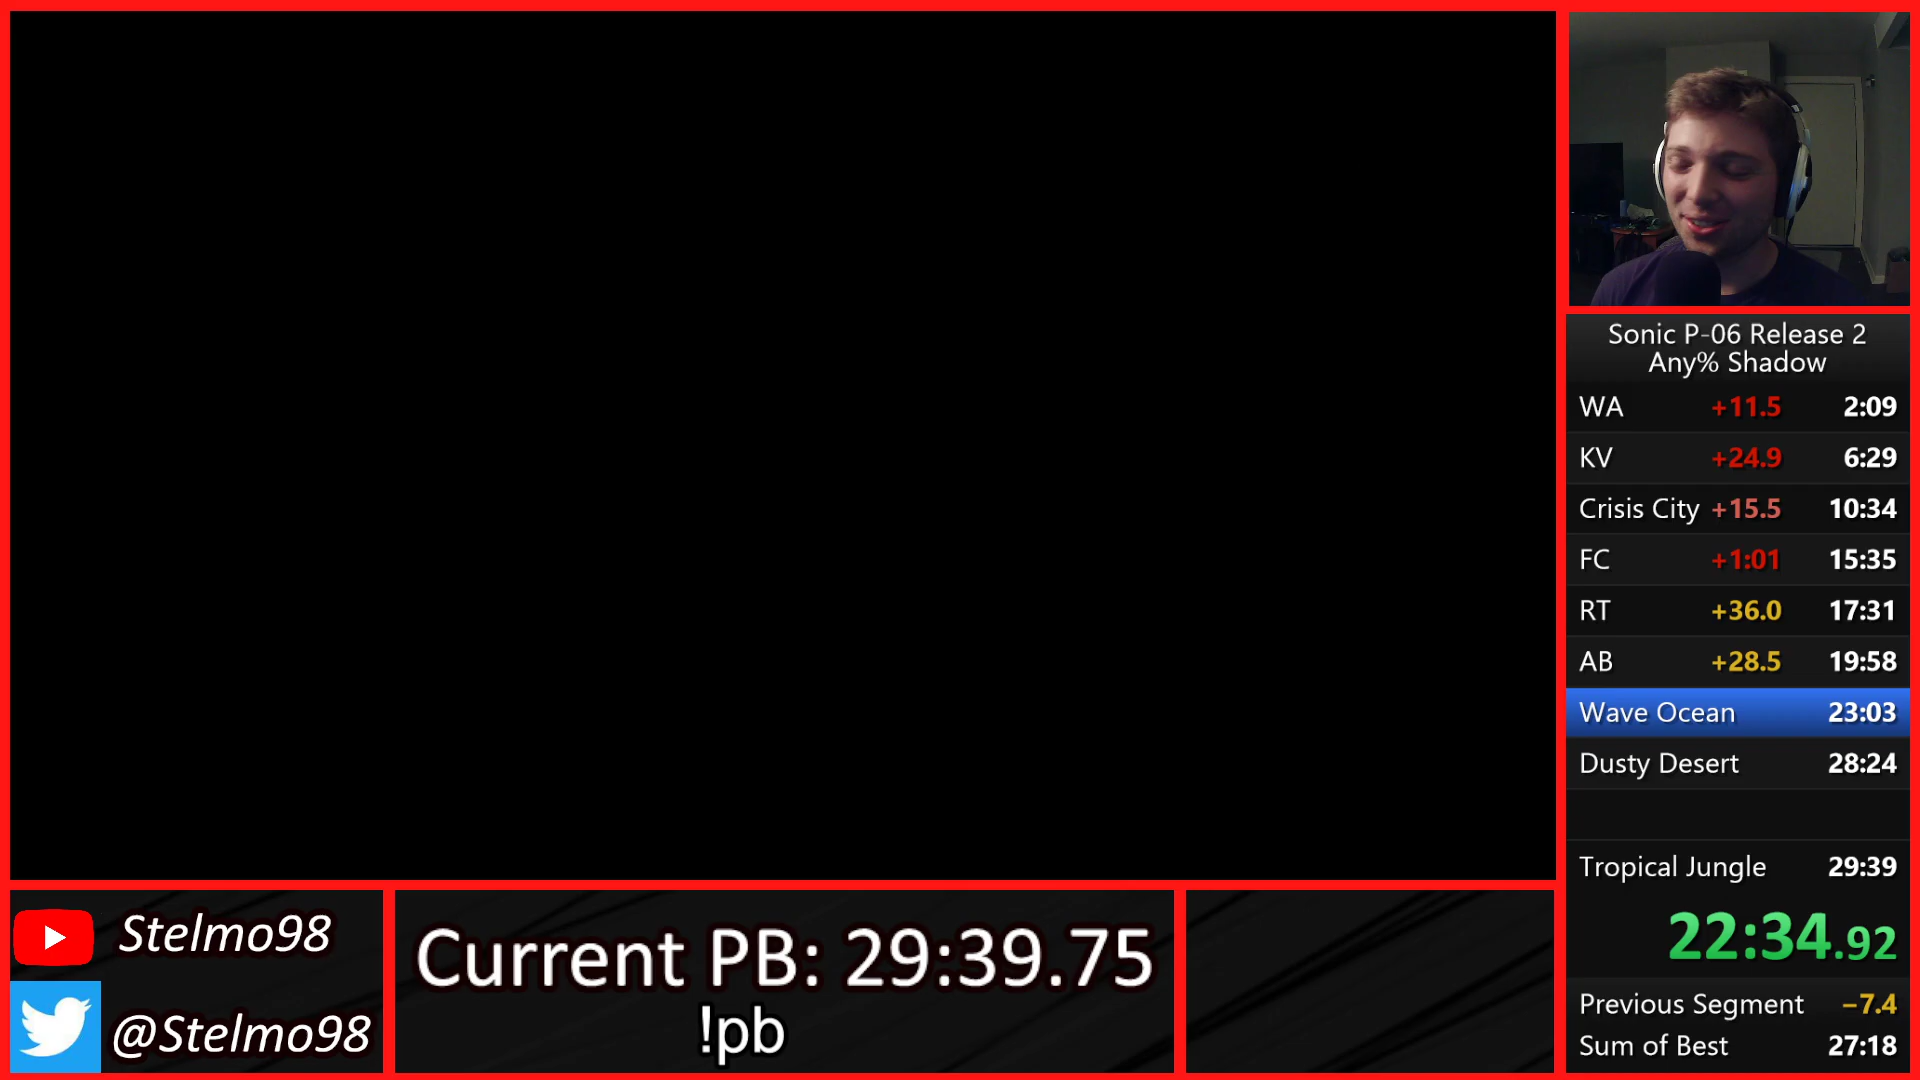 Sonic P-06 Release 2
Any% Shadow
WA +11.5 2:09
KV +24.9 6:29
Crisis City +15.5 10:34
FC +1:01 15:35
RT +36.0 17:31
AB +28.5 19:58
Wave Ocean 23:03
Dusty Desert 28:24
Tropical Jungle 29:39
22:34.92
Previous Segment −7.4
Sum of Best 27:18
Stelmo98
@Stelmo98
Current PB: 29:39.75
!pb